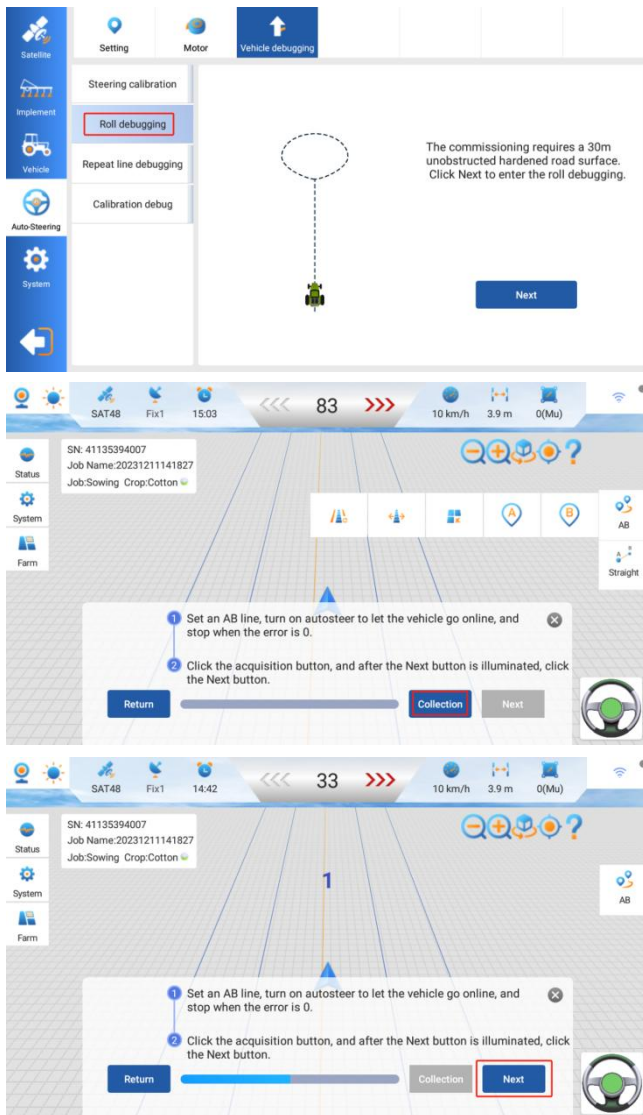 Satellite
Setting
Motor
Vehicle debugging
Implement
Vehicle
Auto-Steering
System
Steering calibration
Roll debugging
Repeat line debugging
Calibration debug
The commissioning requires a 30m
unobstructed hardened road surface.
Click Next to enter the roll debugging.
Next
SAT48
Fix1
15:03
83
10 km/h
3.9 m
0(Mu)
Status
System
Farm
SN: 41135394007
Job Name:20231211141827
Job:Sowing Crop:Cotton
?
A
B
AB
A
B
Straight
1 Set an AB line, turn on autosteer to let the vehicle go online, and
stop when the error is 0.
2 Click the acquisition button, and after the Next button is illuminated, click
the Next button.
Return
Collection
Next
SAT48
Fix1
14:42
33
10 km/h
3.9 m
0(Mu)
Status
System
Farm
SN: 41135394007
Job Name:20231211141827
Job:Sowing Crop:Cotton
?
1
AB
1 Set an AB line, turn on autosteer to let the vehicle go online, and
stop when the error is 0.
2 Click the acquisition button, and after the Next button is illuminated, click
the Next button.
Return
Collection
Next